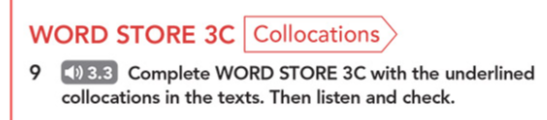 WORD STORE 3C Collocations
9 3.3 Complete WORD STORE 3C with the underlined
collocations in the texts. Then listen and check.